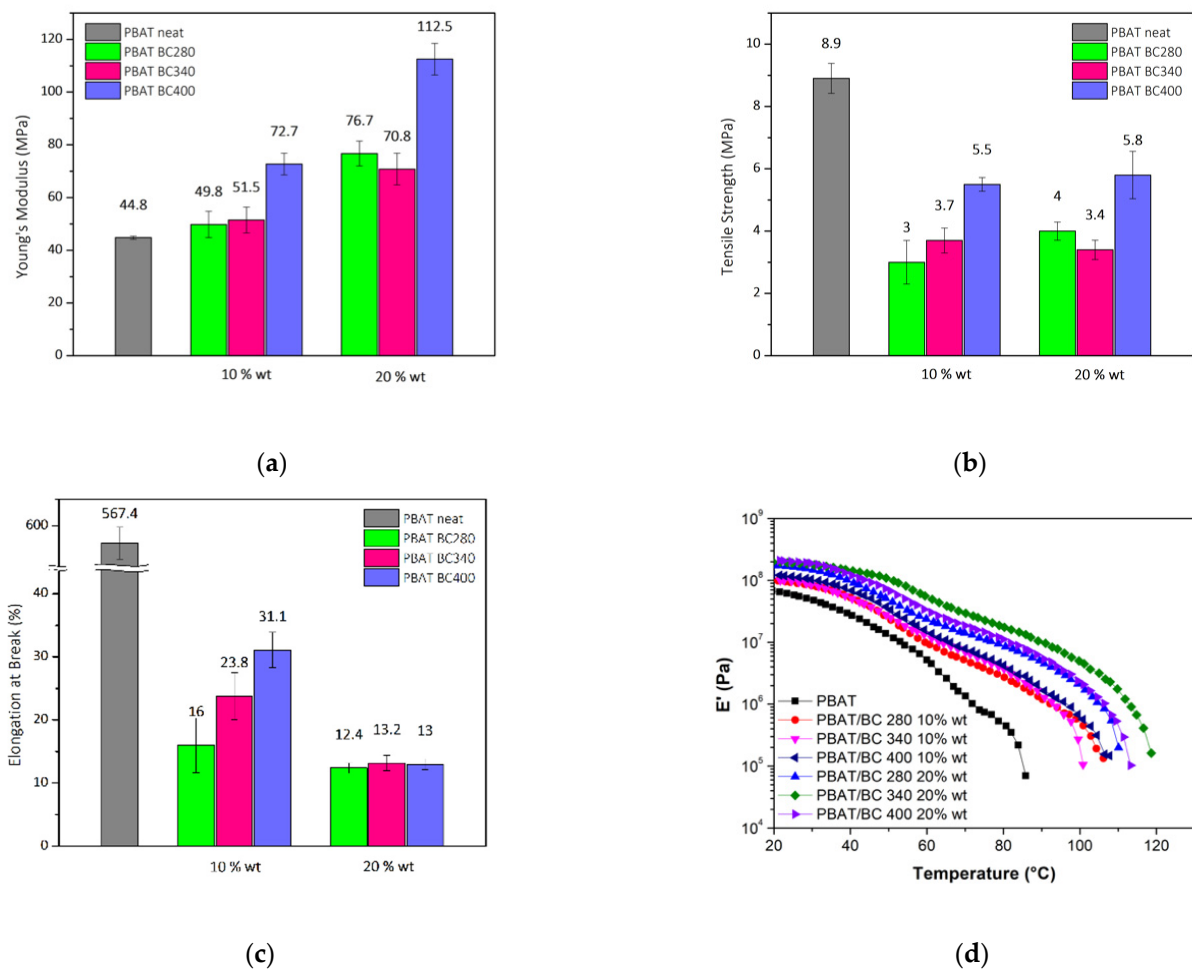 PBAT neat
PBAT BC280
PBAT BC340
PBAT BC400
Young's Modulus (MPa)
120
100
80
60
40
20
0
44.8
49.8
51.5
72.7
76.7
70.8
112.5
10 % wt
20 % wt
(a)
PBAT neat
PBAT BC280
PBAT BC340
PBAT BC400
Tensile Strength (MPa)
10
8
6
4
2
0
8.9
3
3.7
5.5
4
3.4
5.8
10 % wt
20 % wt
(b)
PBAT neat
PBAT BC280
PBAT BC340
PBAT BC400
Elongation at Break (%)
600
40
30
20
10
0
567.4
16
23.8
31.1
12.4
13.2
13
10 % wt
20 % wt
(c)
E' (Pa)
10⁹
10⁸
10⁷
10⁶
10⁵
10⁴
PBAT
PBAT/BC 280 10% wt
PBAT/BC 340 10% wt
PBAT/BC 400 10% wt
PBAT/BC 280 20% wt
PBAT/BC 340 20% wt
PBAT/BC 400 20% wt
20 40 60 80 100 120
Temperature (°C)
(d)